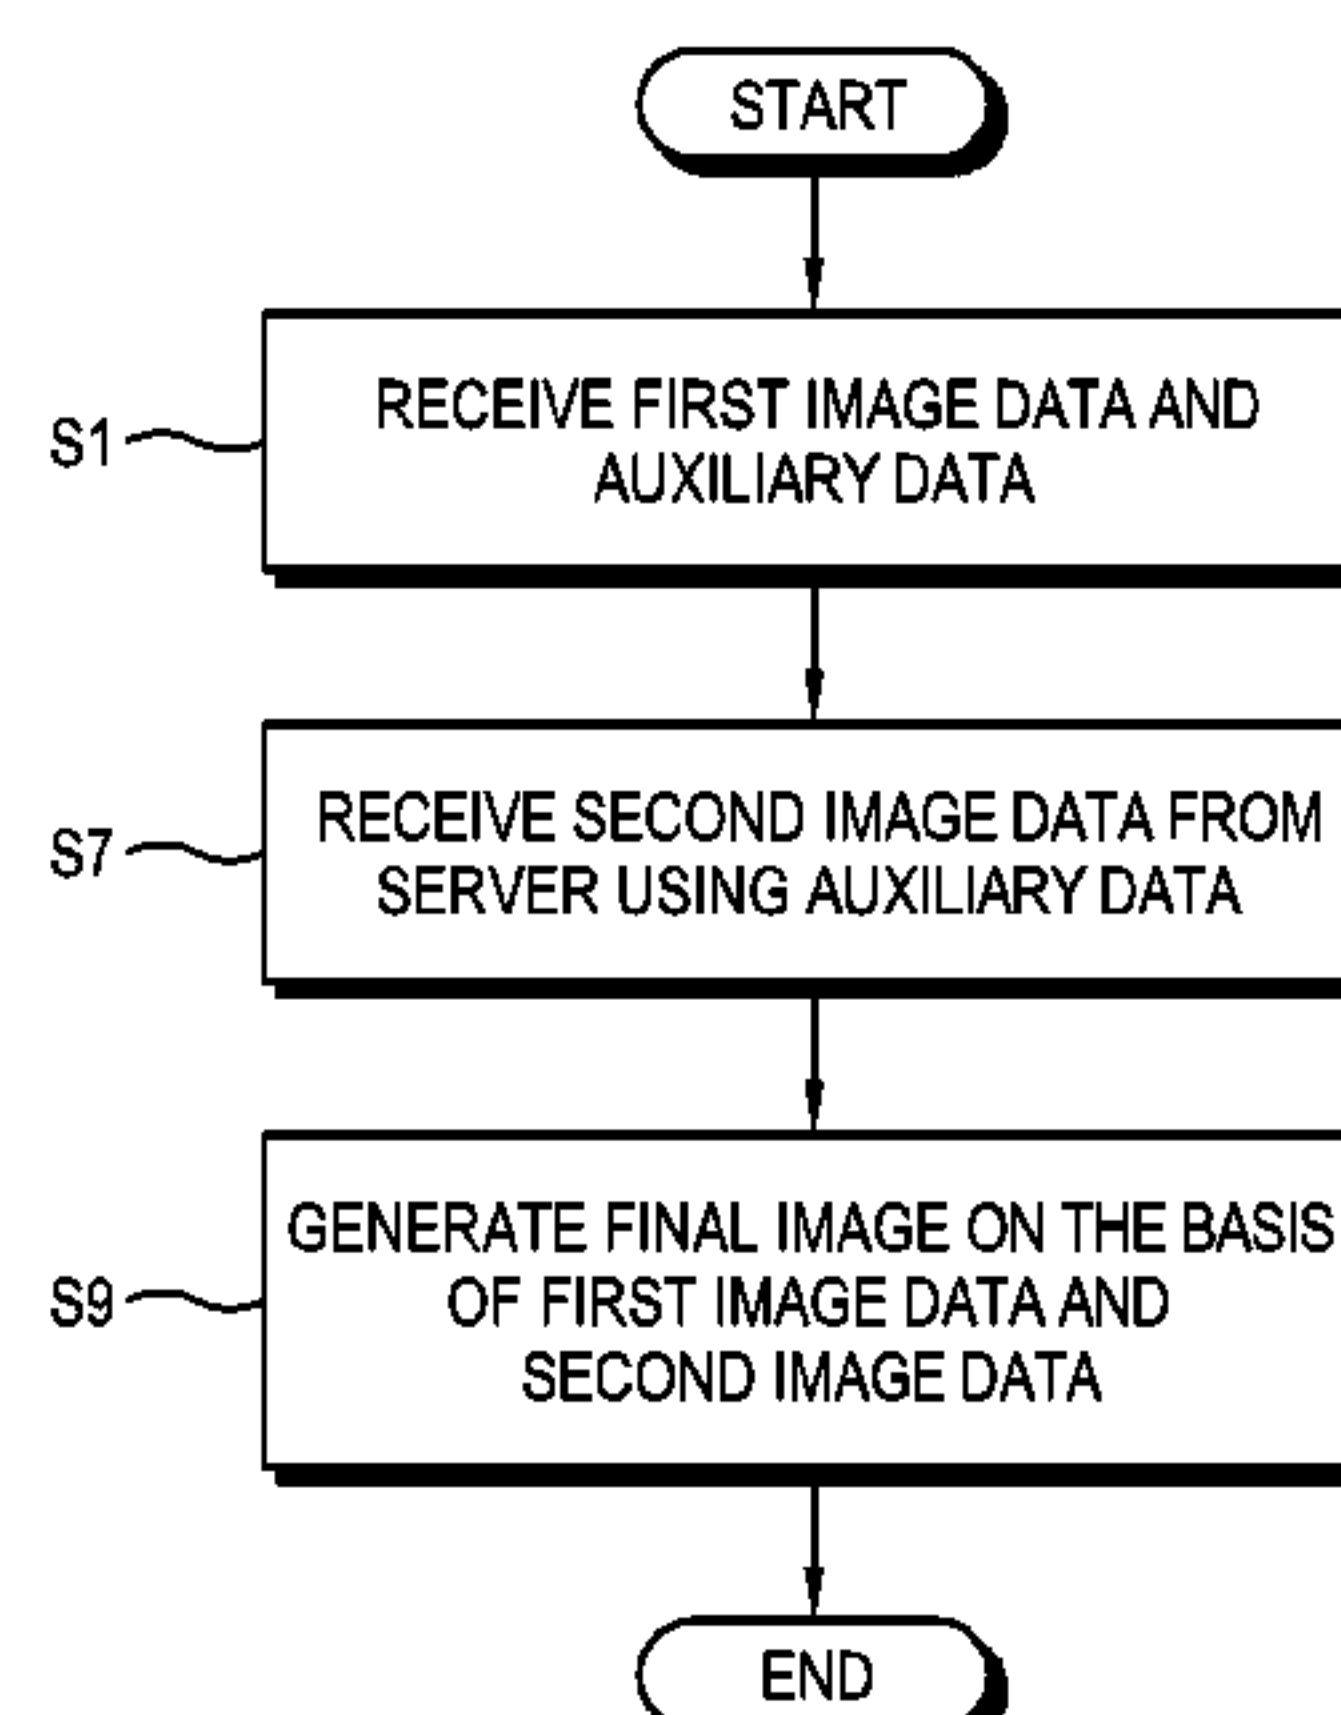 START
S1
RECEIVE FIRST IMAGE DATA AND
AUXILIARY DATA
S7
RECEIVE SECOND IMAGE DATA FROM
SERVER USING AUXILIARY DATA
S9
GENERATE FINAL IMAGE ON THE BASIS
OF FIRST IMAGE DATA AND
SECOND IMAGE DATA
END